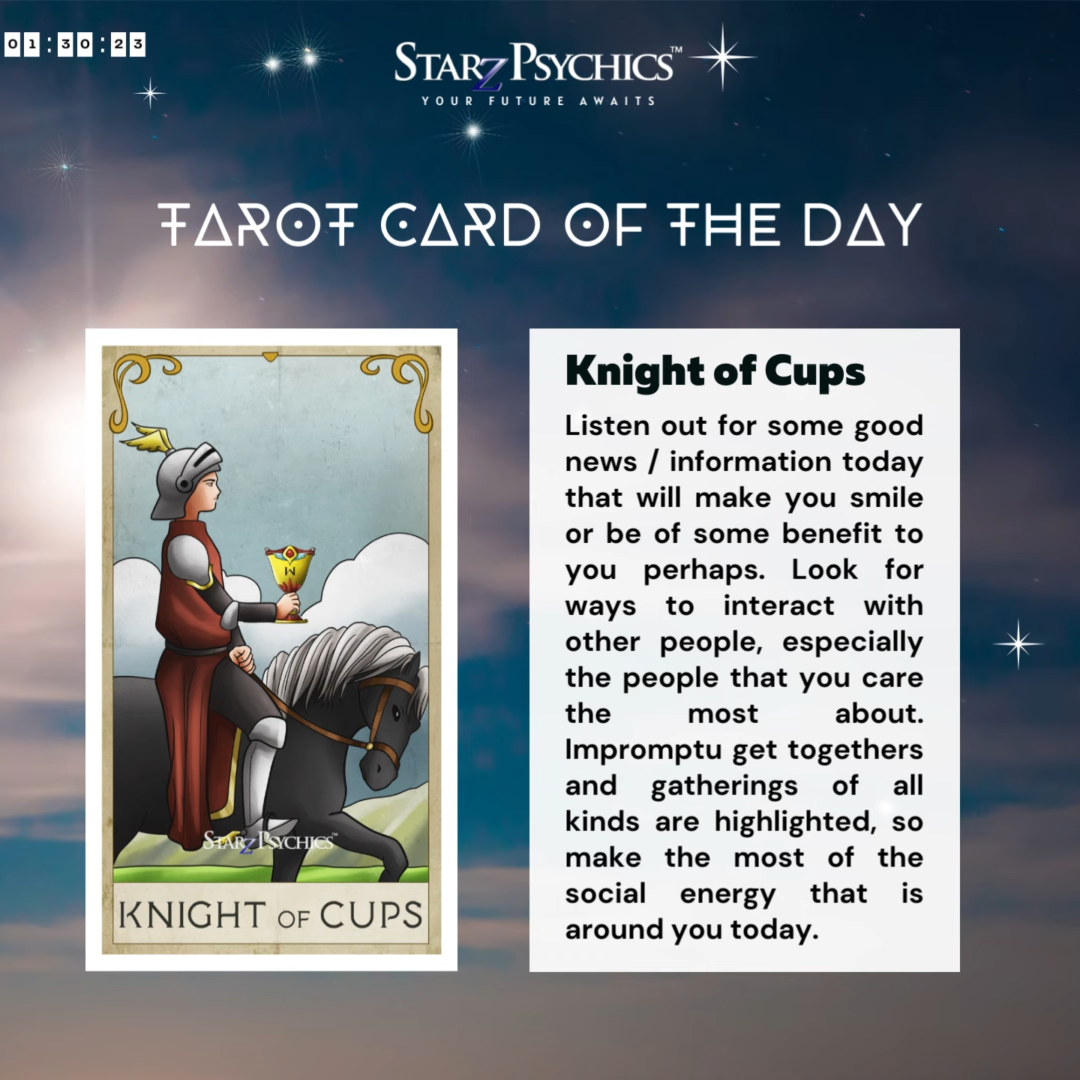 01:30:23
STARZ PSYCHICS™
YOUR FUTURE AWAITS
TAROT CARD OF THE DAY
W
STARZ PSYCHICS™
KNIGHT OF CUPS
Knight of Cups
Listen out for some good
news / information today
that will make you smile
or be of some benefit to
you perhaps. Look for
ways to interact with
other people, especially
the people that you care
the most about.
Impromptu get togethers
and gatherings of all
kinds are highlighted, so
make the most of the
social energy that is
around you today.